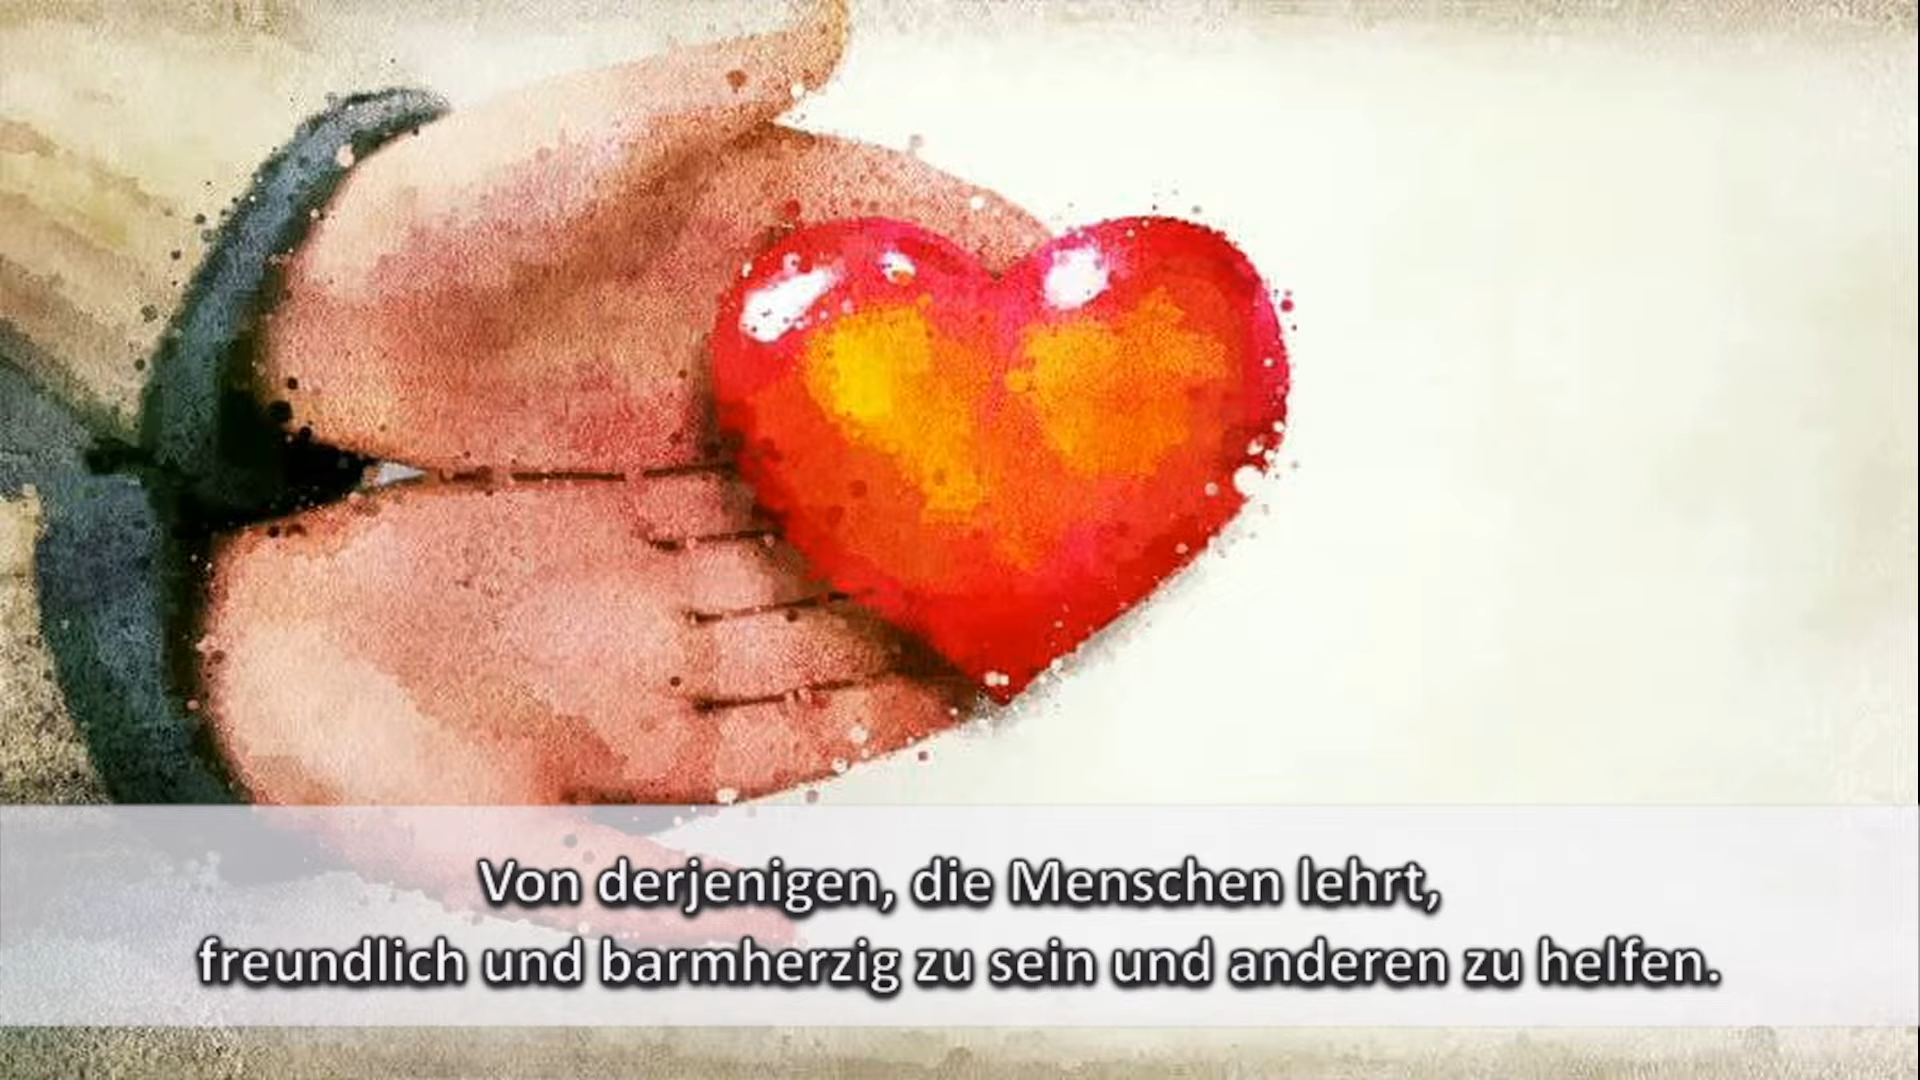 Von derjenigen, die Menschen lehrt,
freundlich und barmherzig zu sein und anderen zu helfen.